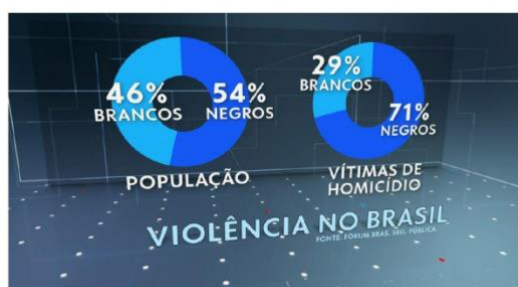 46%
BRANCOS
54%
NEGROS
POPULAÇÃO
29%
BRANCOS
71%
NEGROS
VÍTIMAS DE
HOMICÍDIO
VIOLÊNCIA NO BRASIL
FONTE: FÓRUM BRAS. SEG. PÚBLICA